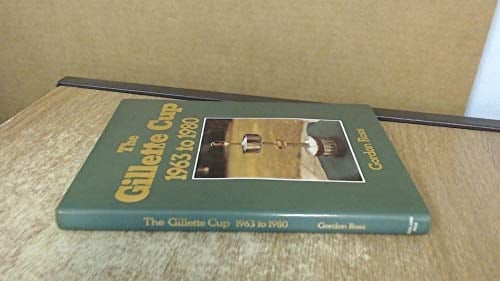 The
Gillette Cup
1963 to 1980
Gordon Ross
The Gillette Cup 1963 to 1980 Gordon Ross